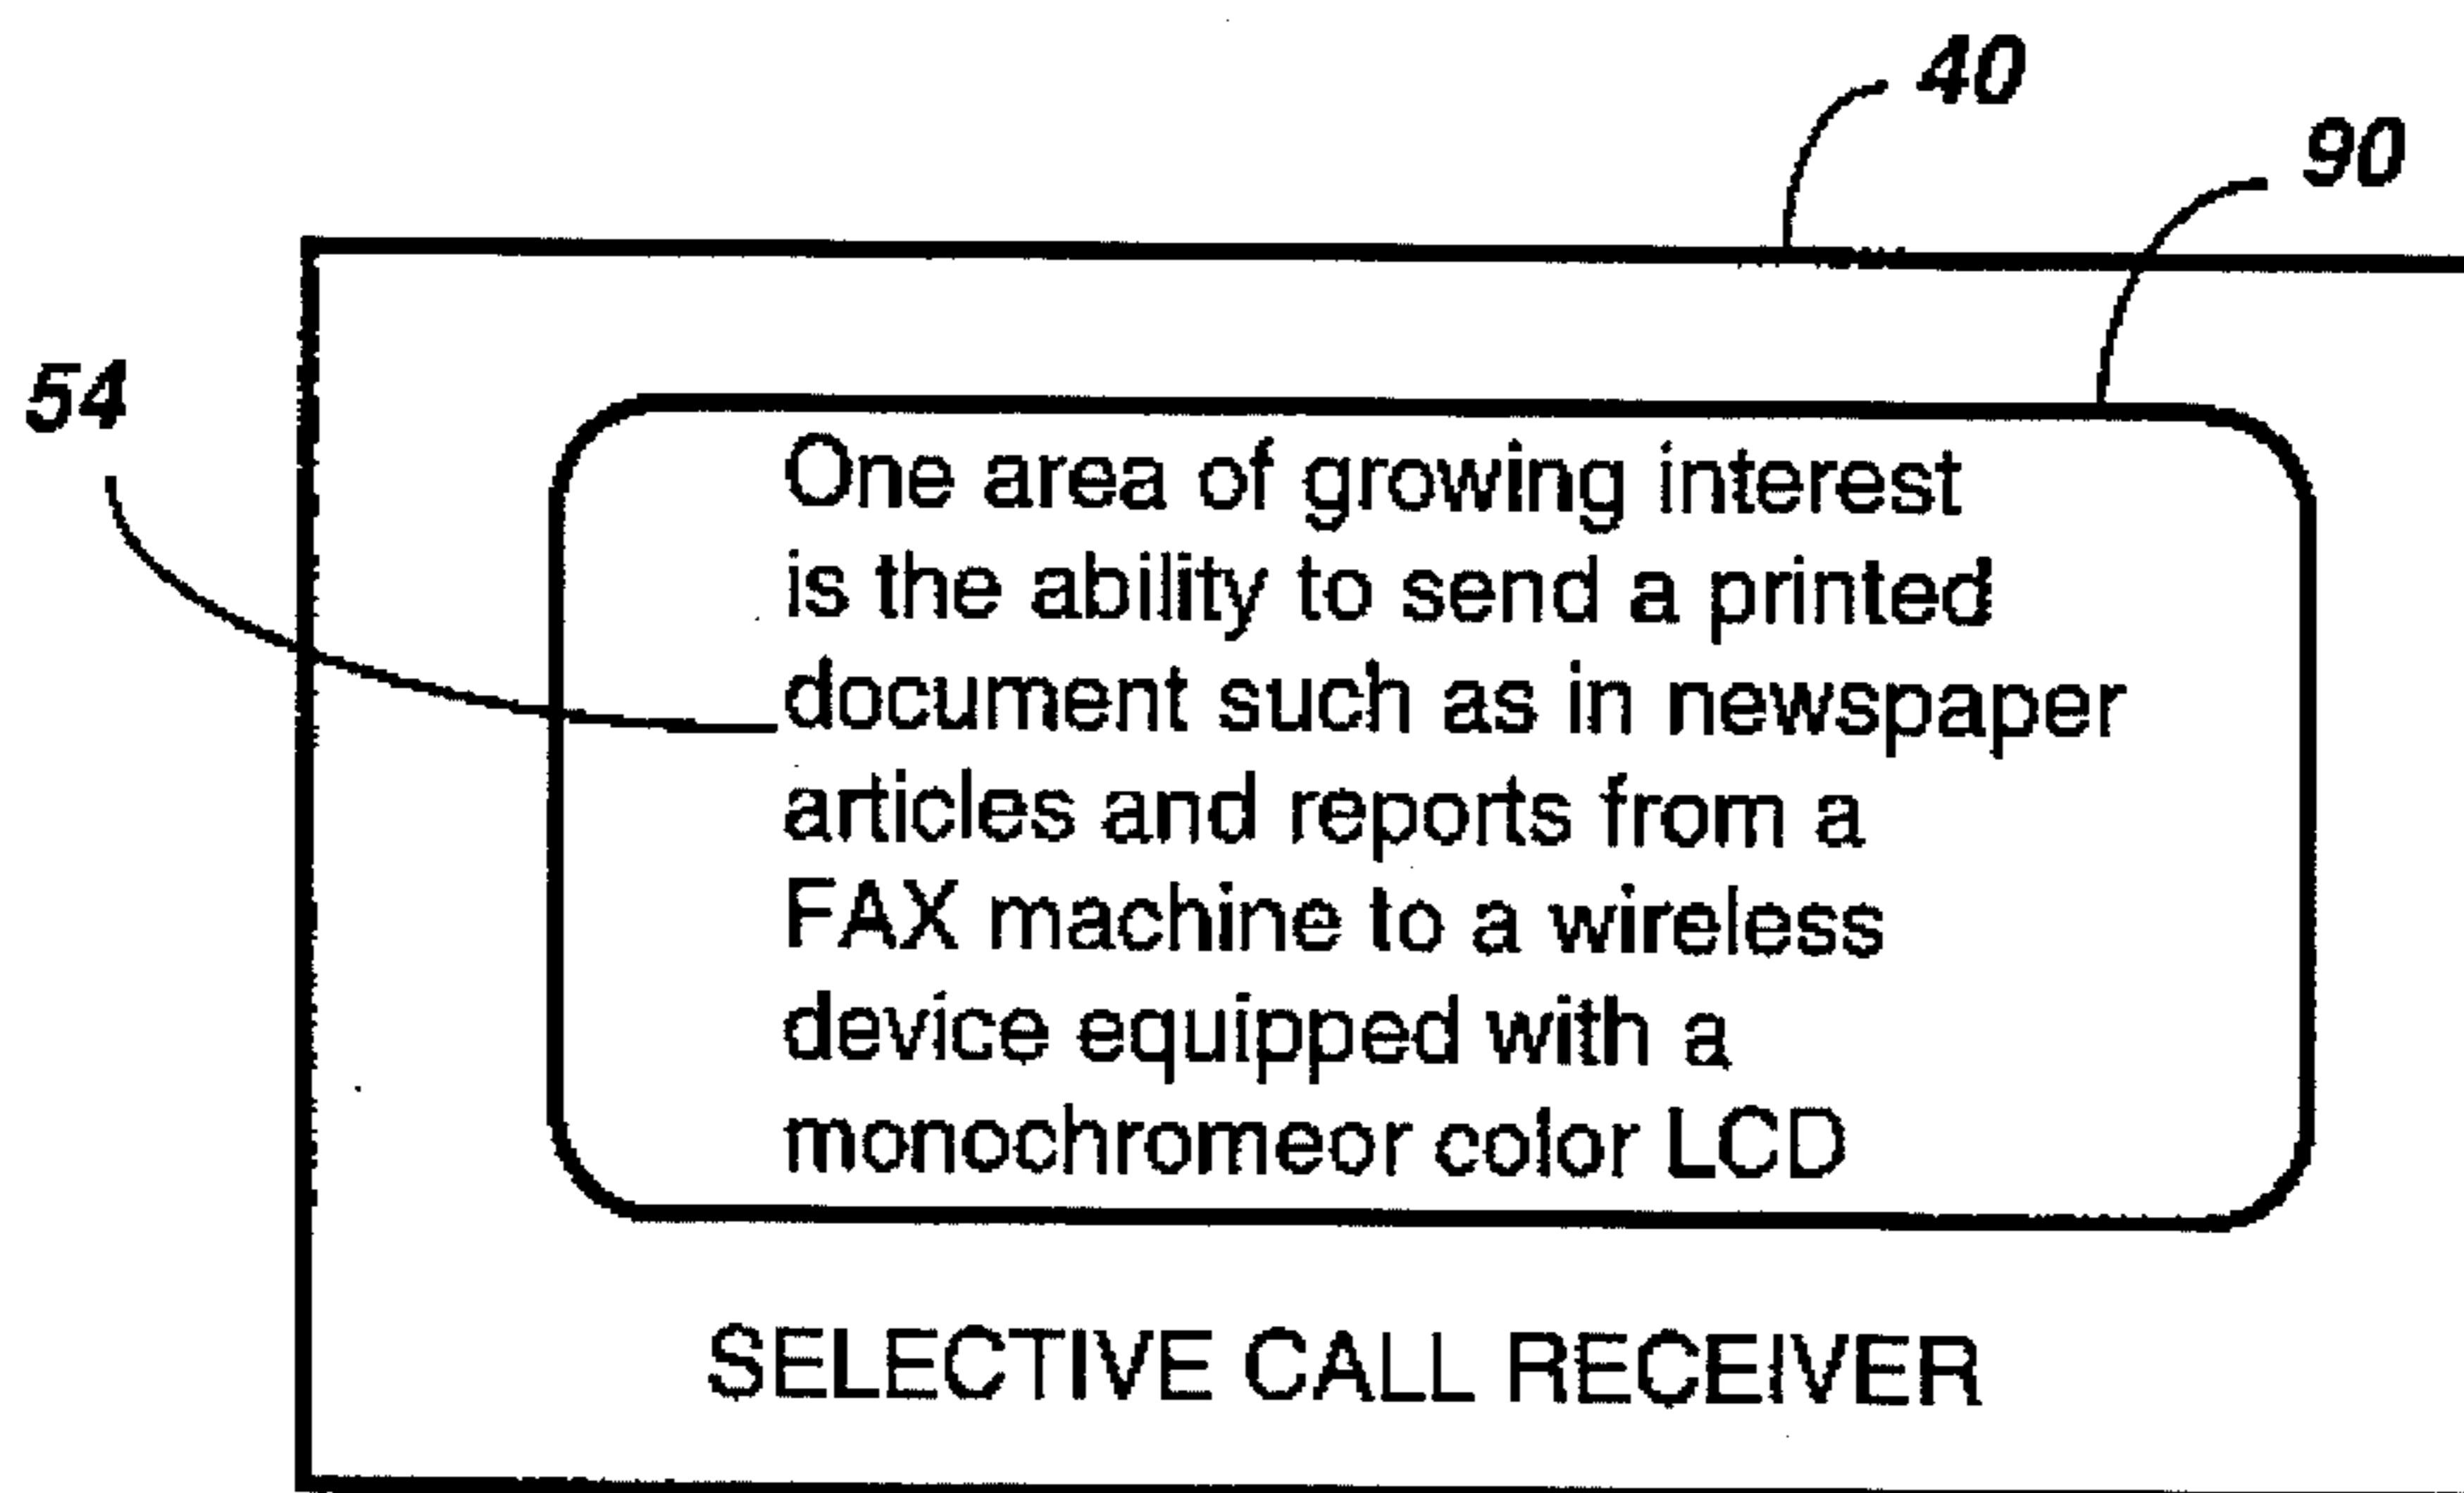 40
90
54
One area of growing interest
is the ability to send a printed
document such as in newspaper
articles and reports from a
FAX machine to a wireless
device equipped with a
monochromeor color LCD
SELECTIVE CALL RECEIVER